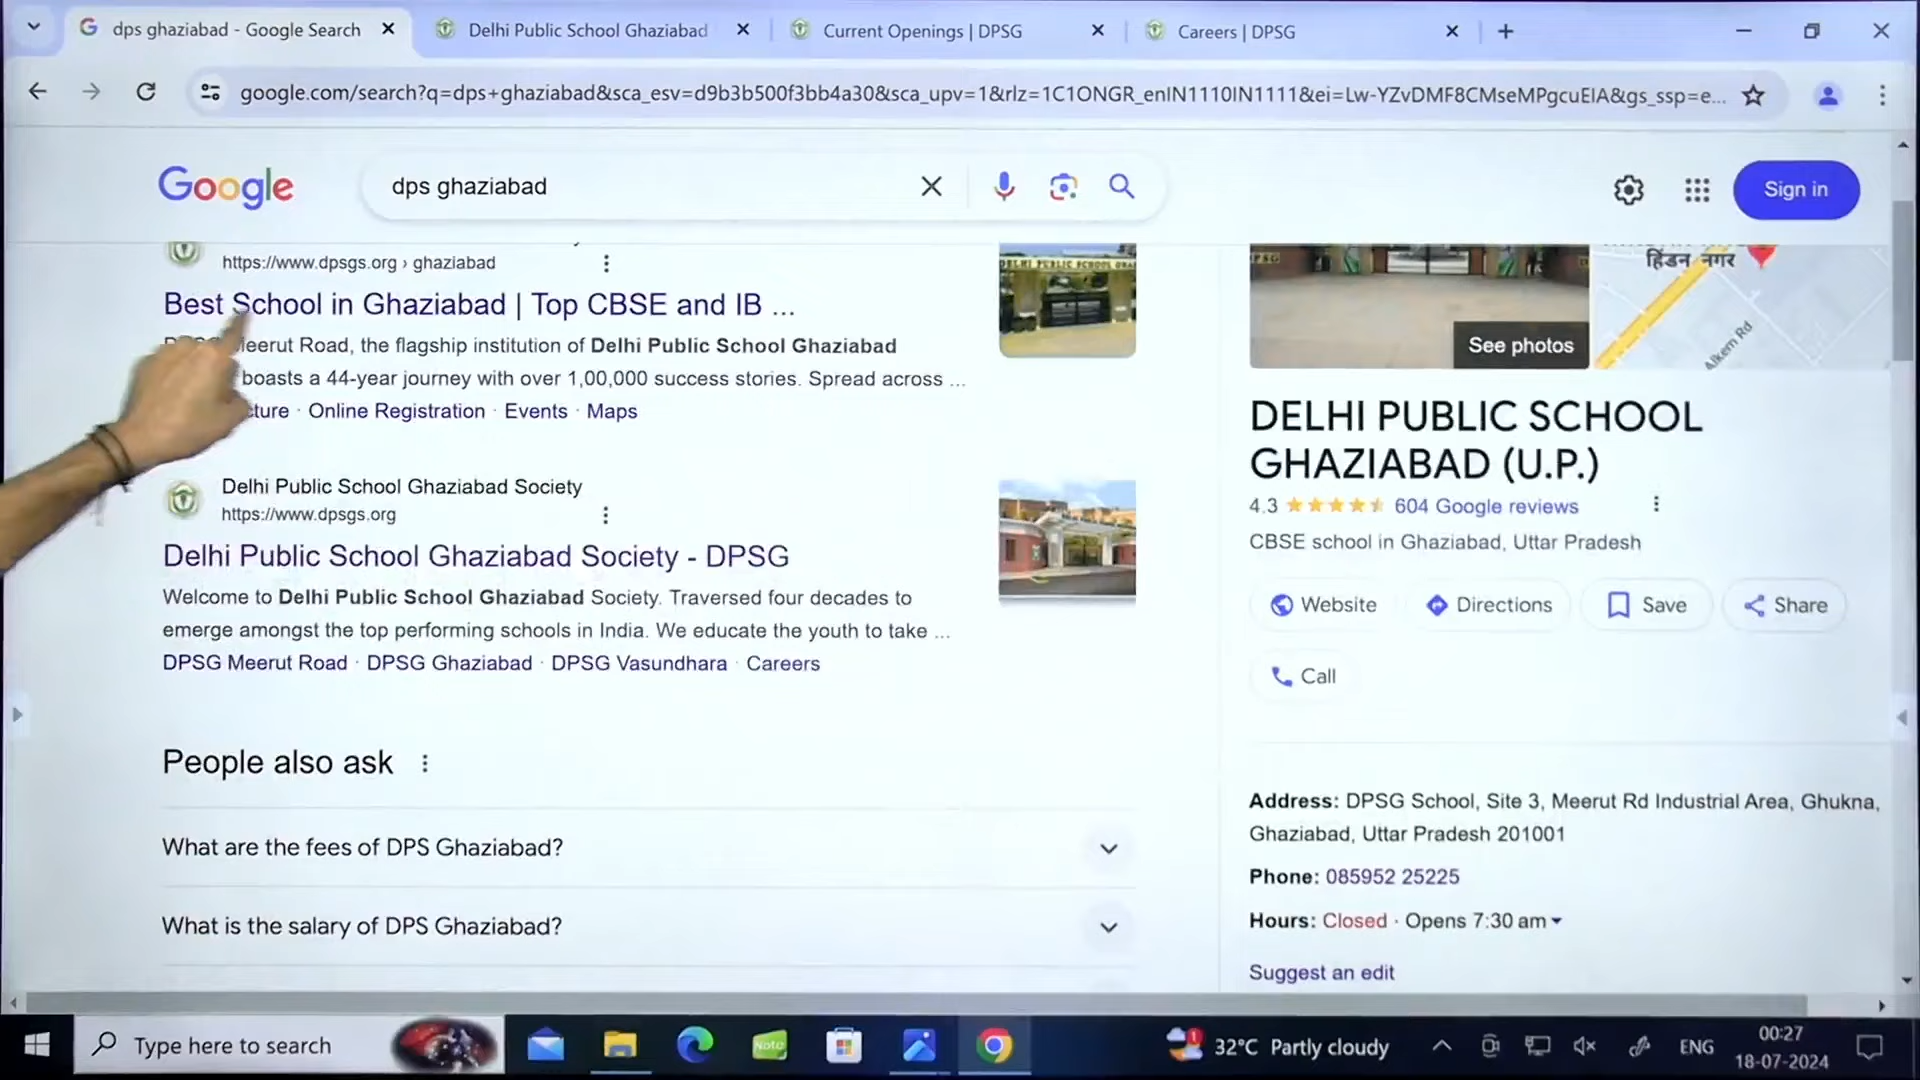 dps ghaziabad - Google Search
Delhi Public School Ghaziabad
Current Openings | DPSG
Careers | DPSG
google.com/search?q=dps+ghaziabad&sca_esv=d9b3b500f3bb4a30&sca_upv=1&rlz=1C1ONGR_enIN1110IN1111&ei=Lw-YZvDMF8CMseMPgcuEIA&gs_ssp=e...
Google
dps ghaziabad
Sign in
https://www.dpsgs.org › ghaziabad
Best School in Ghaziabad | Top CBSE and IB ...
Meerut Road, the flagship institution of Delhi Public School Ghaziabad
boasts a 44-year journey with over 1,00,000 success stories. Spread across ...
Online Registration · Events · Maps
Delhi Public School Ghaziabad Society
https://www.dpsgs.org
Delhi Public School Ghaziabad Society - DPSG
Welcome to Delhi Public School Ghaziabad Society. Traversed four decades to
emerge amongst the top performing schools in India. We educate the youth to take ...
DPSG Meerut Road · DPSG Ghaziabad · DPSG Vasundhara · Careers
People also ask
What are the fees of DPS Ghaziabad?
What is the salary of DPS Ghaziabad?
See photos
हिंडन नगर
Alkem Rd
DELHI PUBLIC SCHOOL
GHAZIABAD (U.P.)
4.3 604 Google reviews
CBSE school in Ghaziabad, Uttar Pradesh
Website
Directions
Save
Share
Call
Address: DPSG School, Site 3, Meerut Rd Industrial Area, Ghukna,
Ghaziabad, Uttar Pradesh 201001
Phone: 085952 25225
Hours: Closed · Opens 7:30 am
Suggest an edit
Type here to search
Note
1
32°C Partly cloudy
ENG
00:27
18-07-2024